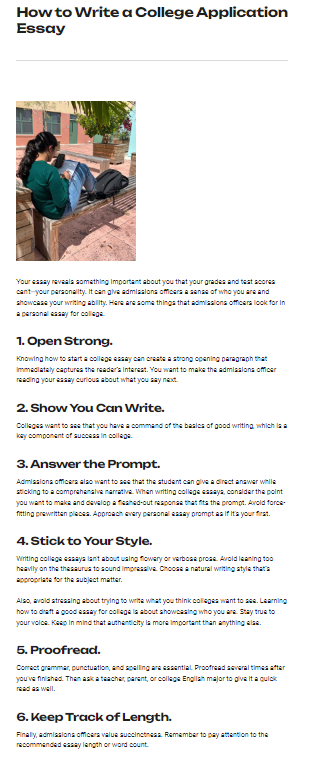 How to Write a College Application
Essay
Your essay reveals something important about you that your grades and test scores
can't—your personality. It can give admissions officers a sense of who you are and
showcase your writing ability. Here are some things that admissions officers look for in
a personal essay for college.
1. Open Strong.
Knowing how to start a college essay can create a strong opening paragraph that
immediately captures the reader's interest. You want to make the admissions officer
reading your essay curious about what you say next.
2. Show You Can Write.
Colleges want to see that you have a command of the basics of good writing, which is a
key component of success in college.
3. Answer the Prompt.
Admissions officers also want to see that the student can give a direct answer while
sticking to a comprehensive narrative. When writing college essays, consider the point
you want to make and develop a fleshed-out response that fits the prompt. Avoid force-
fitting prewritten pieces. Approach every personal essay prompt as if it's your first.
4. Stick to Your Style.
Writing college essays isn't about using flowery or verbose prose. Avoid leaning too
heavily on the thesaurus to sound impressive. Choose a natural writing style that's
appropriate for the subject matter.
Also, avoid stressing about trying to write what you think colleges want to see. Learning
how to draft a good essay for college is about showcasing who you are. Stay true to
your voice. Keep in mind that authenticity is more important than anything else.
5. Proofread.
Correct grammar, punctuation, and spelling are essential. Proofread several times after
you've finished. Then ask a teacher, parent, or college English major to give it a quick
read as well.
6. Keep Track of Length.
Finally, admissions officers value succinctness. Remember to pay attention to the
recommended essay length or word count.